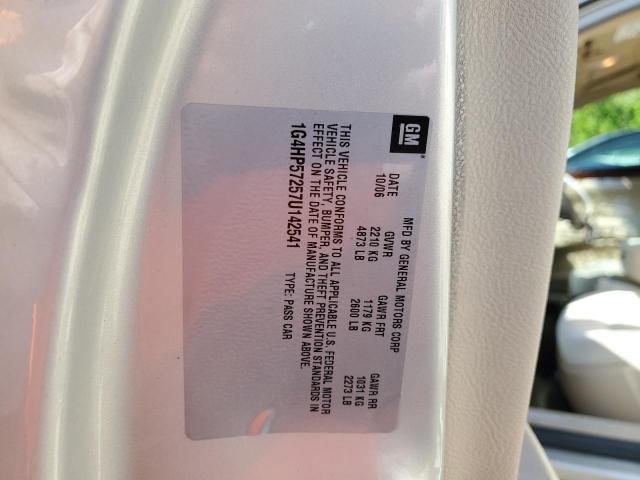 GM
MFD BY GENERAL MOTORS CORP
DATE GVWR GAWR FRT GAWR RR
10/06 2210 KG 1179 KG 1031 KG
4873 LB 2600 LB 2273 LB
THIS VEHICLE CONFORMS TO ALL APPLICABLE U.S. FEDERAL MOTOR
VEHICLE SAFETY, BUMPER, AND THEFT PREVENTION STANDARDS IN
EFFECT ON THE DATE OF MANUFACTURE SHOWN ABOVE.
1G4HP57257U142541 TYPE: PASS CAR